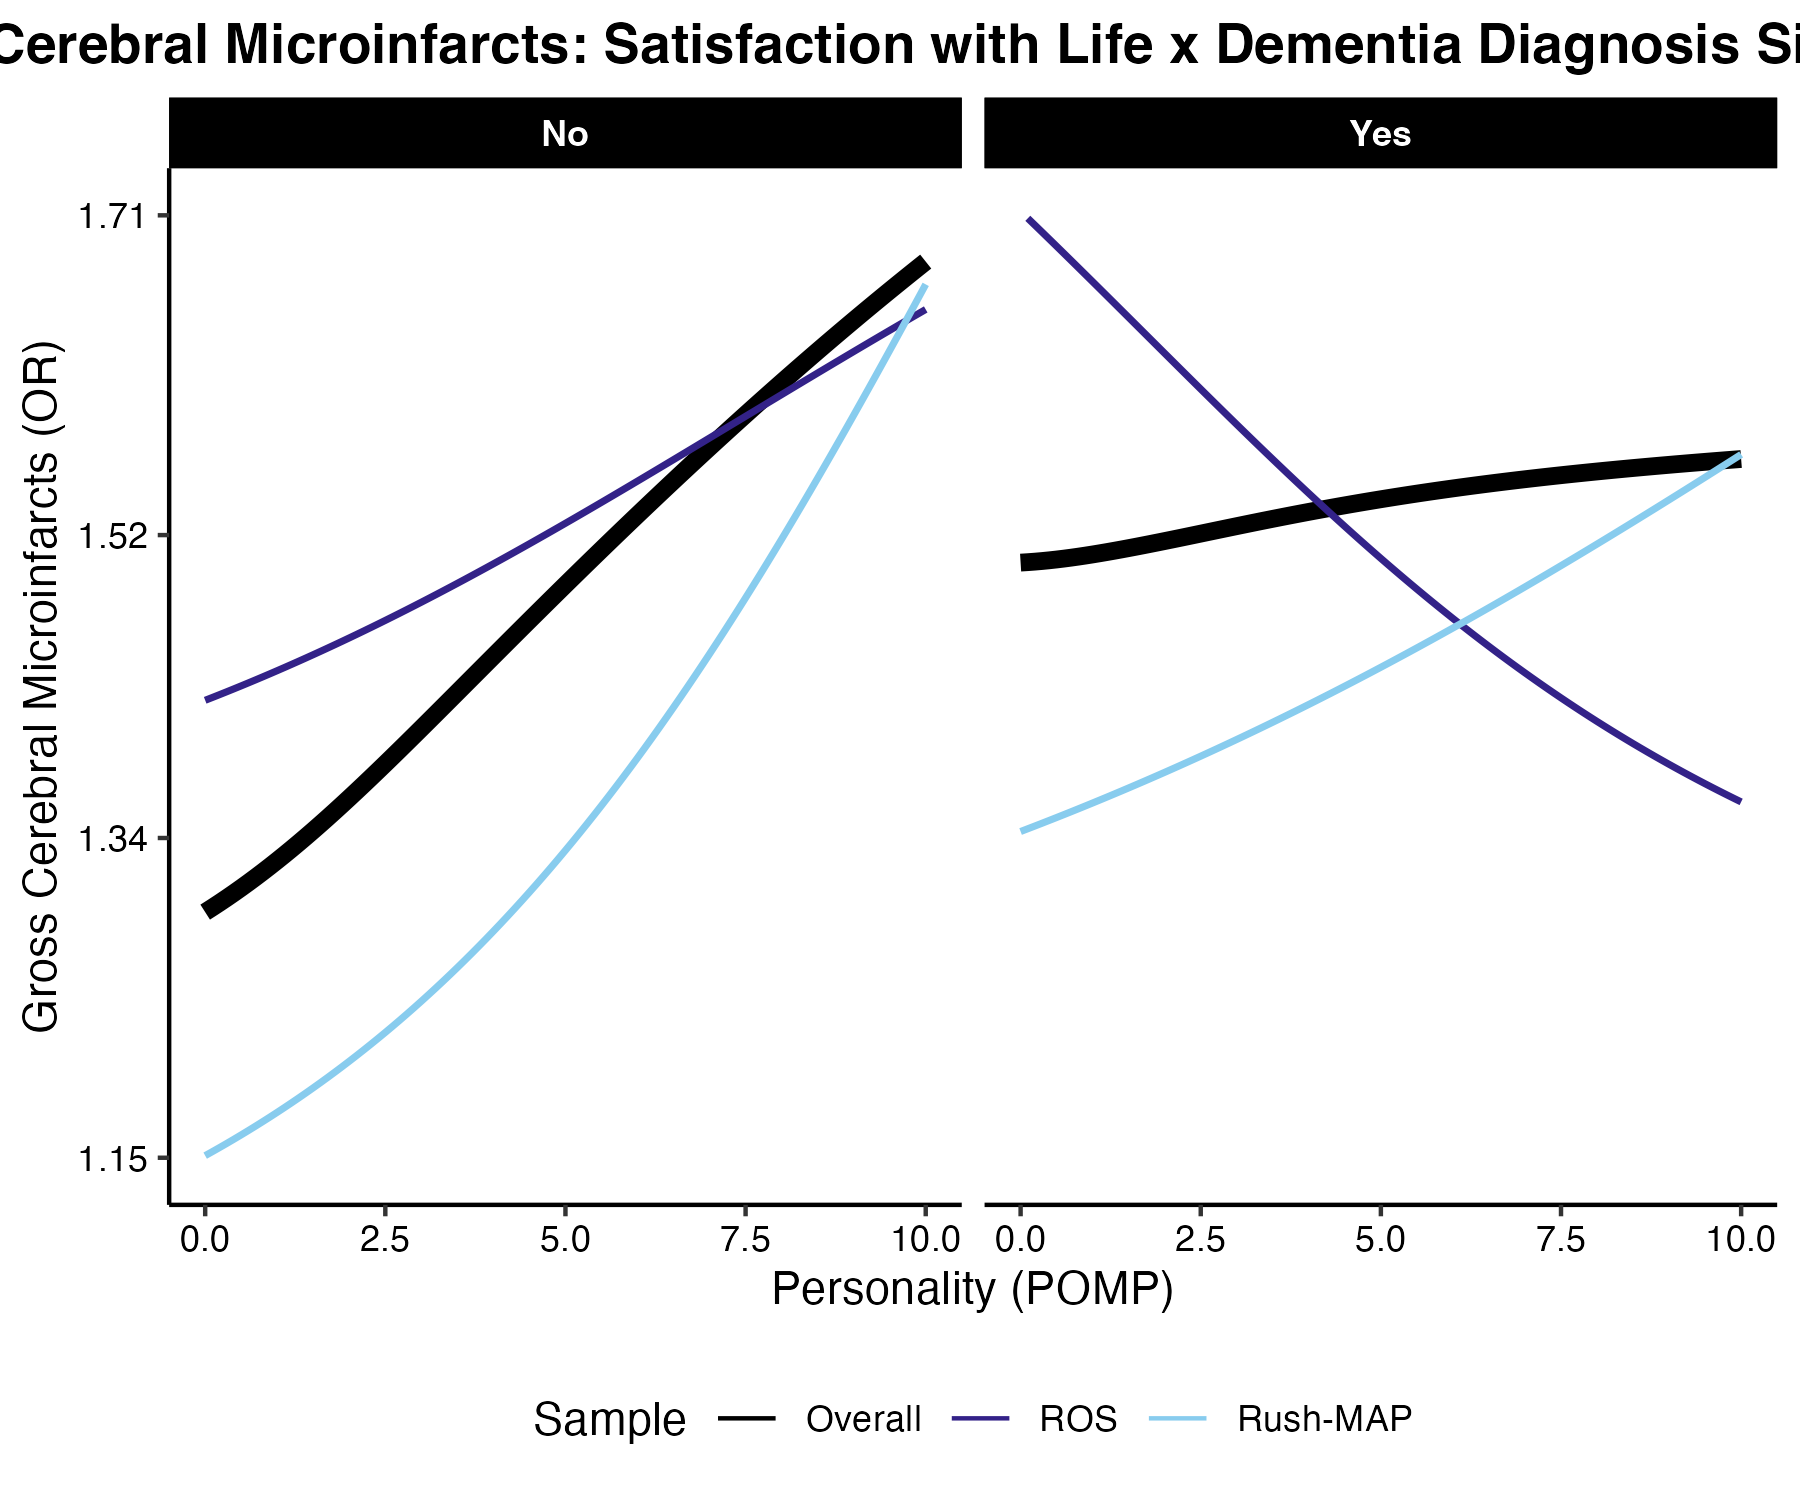 Cerebral Microinfarcts: Satisfaction with Life x Dementia Diagnosis Si
No Yes
1.71
1.52
1.34
1.15
Gross Cerebral Microinfarcts (OR)
0.0 2.5 5.0 7.5 10.0 0.0 2.5 5.0 7.5 10.0
Personality (POMP)
Sample Overall ROS Rush-MAP